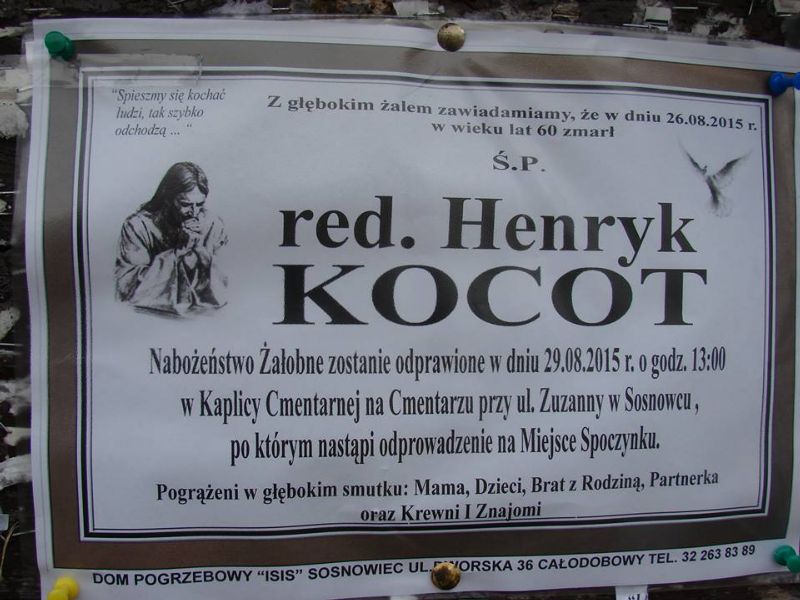 "Śpieszmy się kochać
ludzi, tak szybko
odchodzą ... "
Z głębokim żalem zawiadamiamy, że w dniu 26.08.2015 r.
w wieku lat 60 zmarł
Ś.P.
red. Henryk
KOCOT
Nabożeństwo Żałobne zostanie odprawione w dniu 29.08.2015 r. o godz. 13:00
w Kaplicy Cmentarnej na Cmentarzu przy ul. Zuzanny w Sosnowcu ,
po którym nastąpi odprowadzenie na Miejsce Spoczynku.
Pogrążeni w głębokim smutku: Mama, Dzieci, Brat z Rodziną, Partnerka
oraz Krewni I Znajomi
DOM POGRZEBOWY "ISIS" SOSNOWIEC UL.DWORSKA 36 CAŁODOBOWY TEL. 32 263 83 89